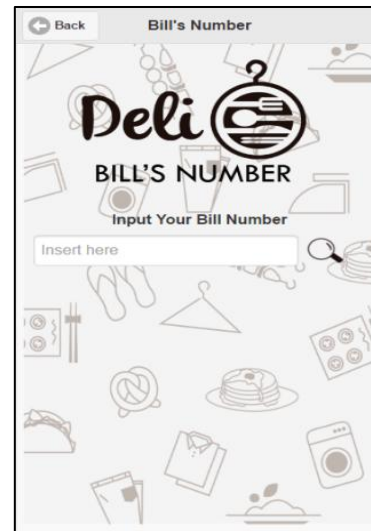 Back Bill's Number
Deli
BILL'S NUMBER
Input Your Bill Number
Insert here